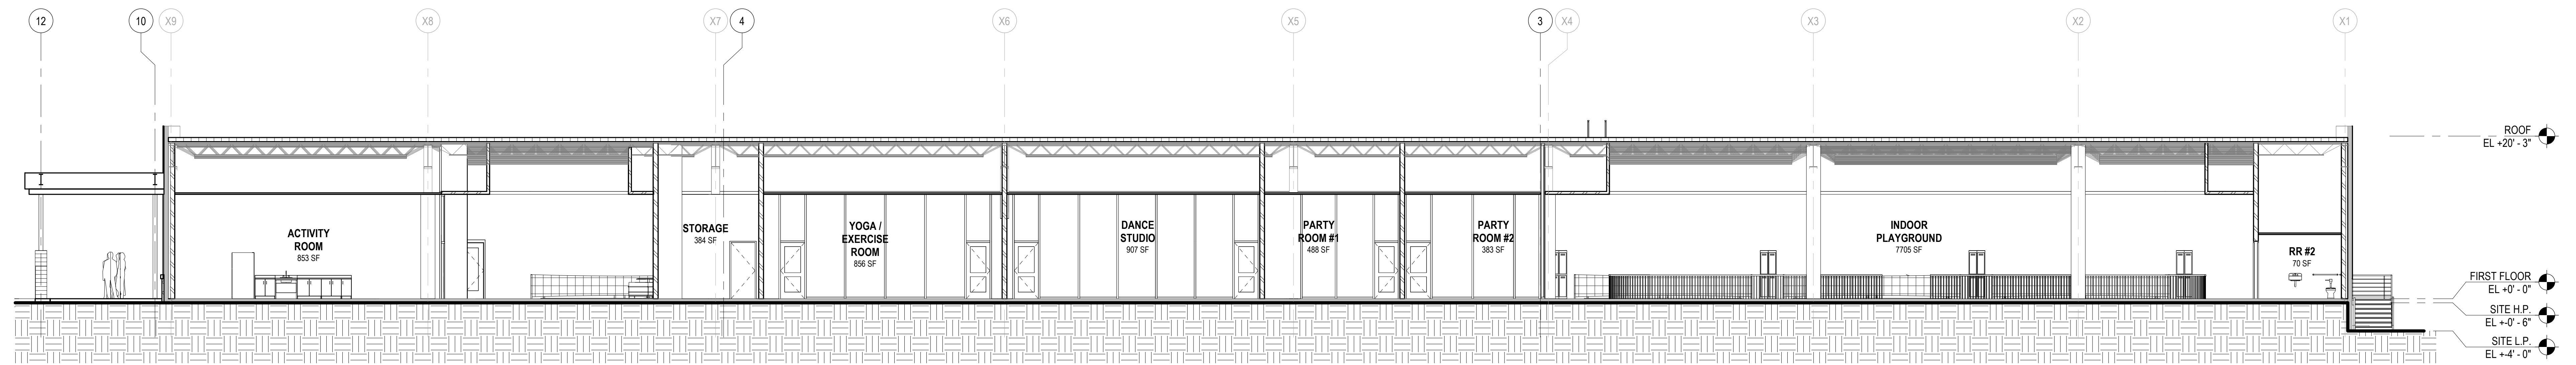 12
10
X9
X8
X7
4
X6
X5
3
X4
X3
X2
X1
ROOF
EL +20' - 3"
ACTIVITY
ROOM
853 SF
STORAGE
384 SF
YOGA /
EXERCISE
ROOM
856 SF
DANCE
STUDIO
907 SF
PARTY
ROOM #1
488 SF
PARTY
ROOM #2
383 SF
INDOOR
PLAYGROUND
7705 SF
RR #2
70 SF
FIRST FLOOR
EL +0' - 0"
SITE H.P.
EL +-0' - 6"
SITE L.P.
EL +-4' - 0"